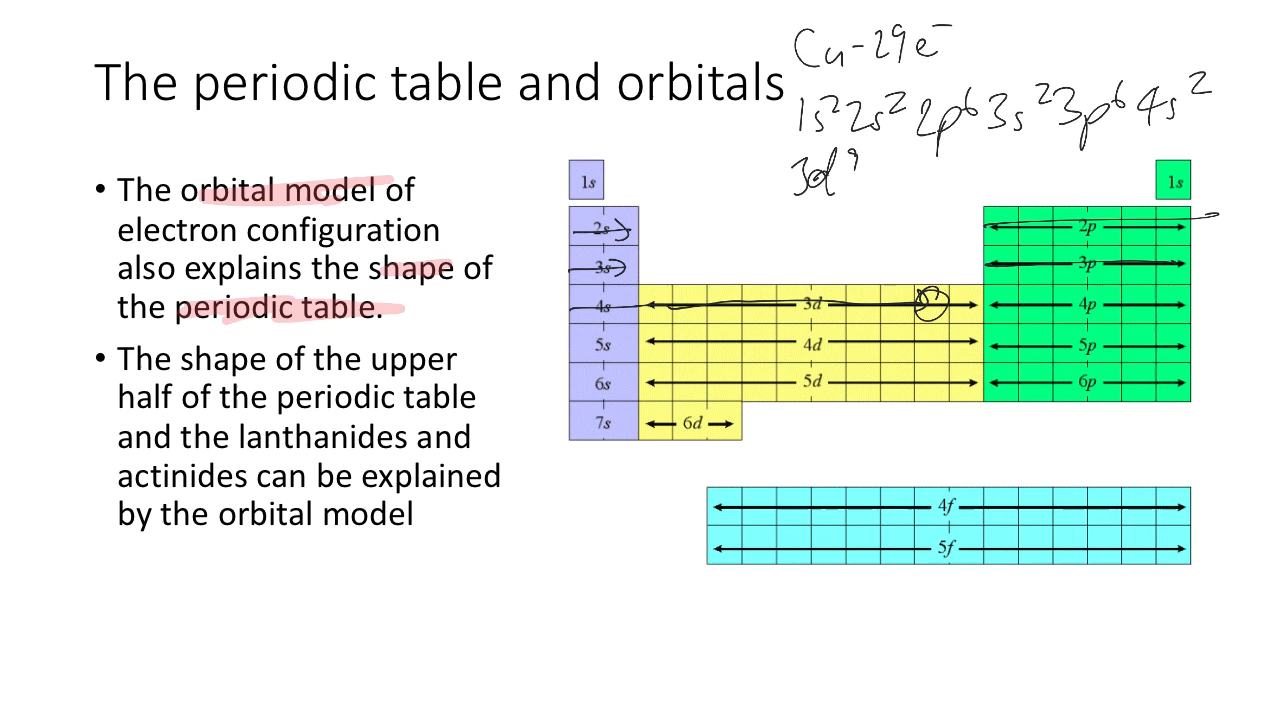 The periodic table and orbitals
Cu-29e⁻
1s²2s²2p⁶3s²3p⁶4s²
3d⁹
• The orbital model of
electron configuration
also explains the shape of
the periodic table.
• The shape of the upper
half of the periodic table
and the lanthanides and
actinides can be explained
by the orbital model
1s 1s
2s 2p
3s 3p
4s 3d 4p
5s 4d 5p
6s 5d 6p
7s 6d
4f
5f